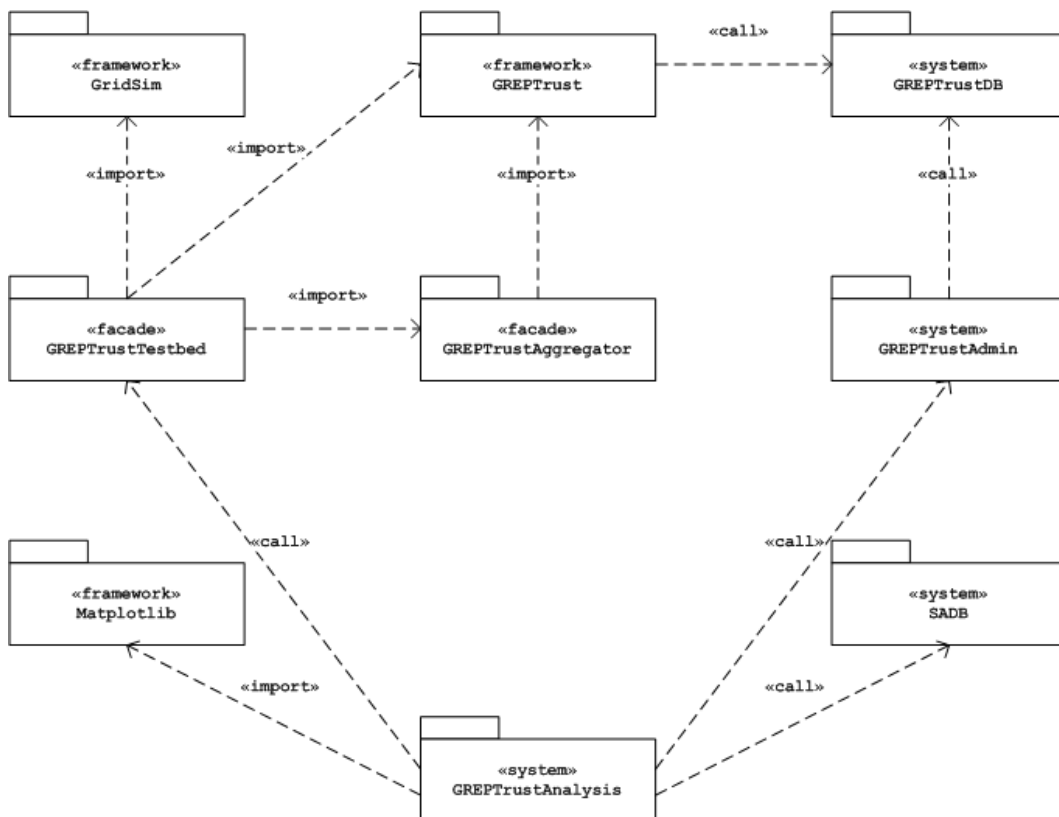 «framework»
GridSim
«framework»
GREPTrust
«call»
«system»
GREPTrustDB
«import»
«import»
«import»
«call»
«facade»
GREPTrustTestbed
«import»
«facade»
GREPTrustAggregator
«system»
GREPTrustAdmin
«call»
«call»
«framework»
Matplotlib
«system»
SADB
«import»
«call»
«system»
GREPTrustAnalysis